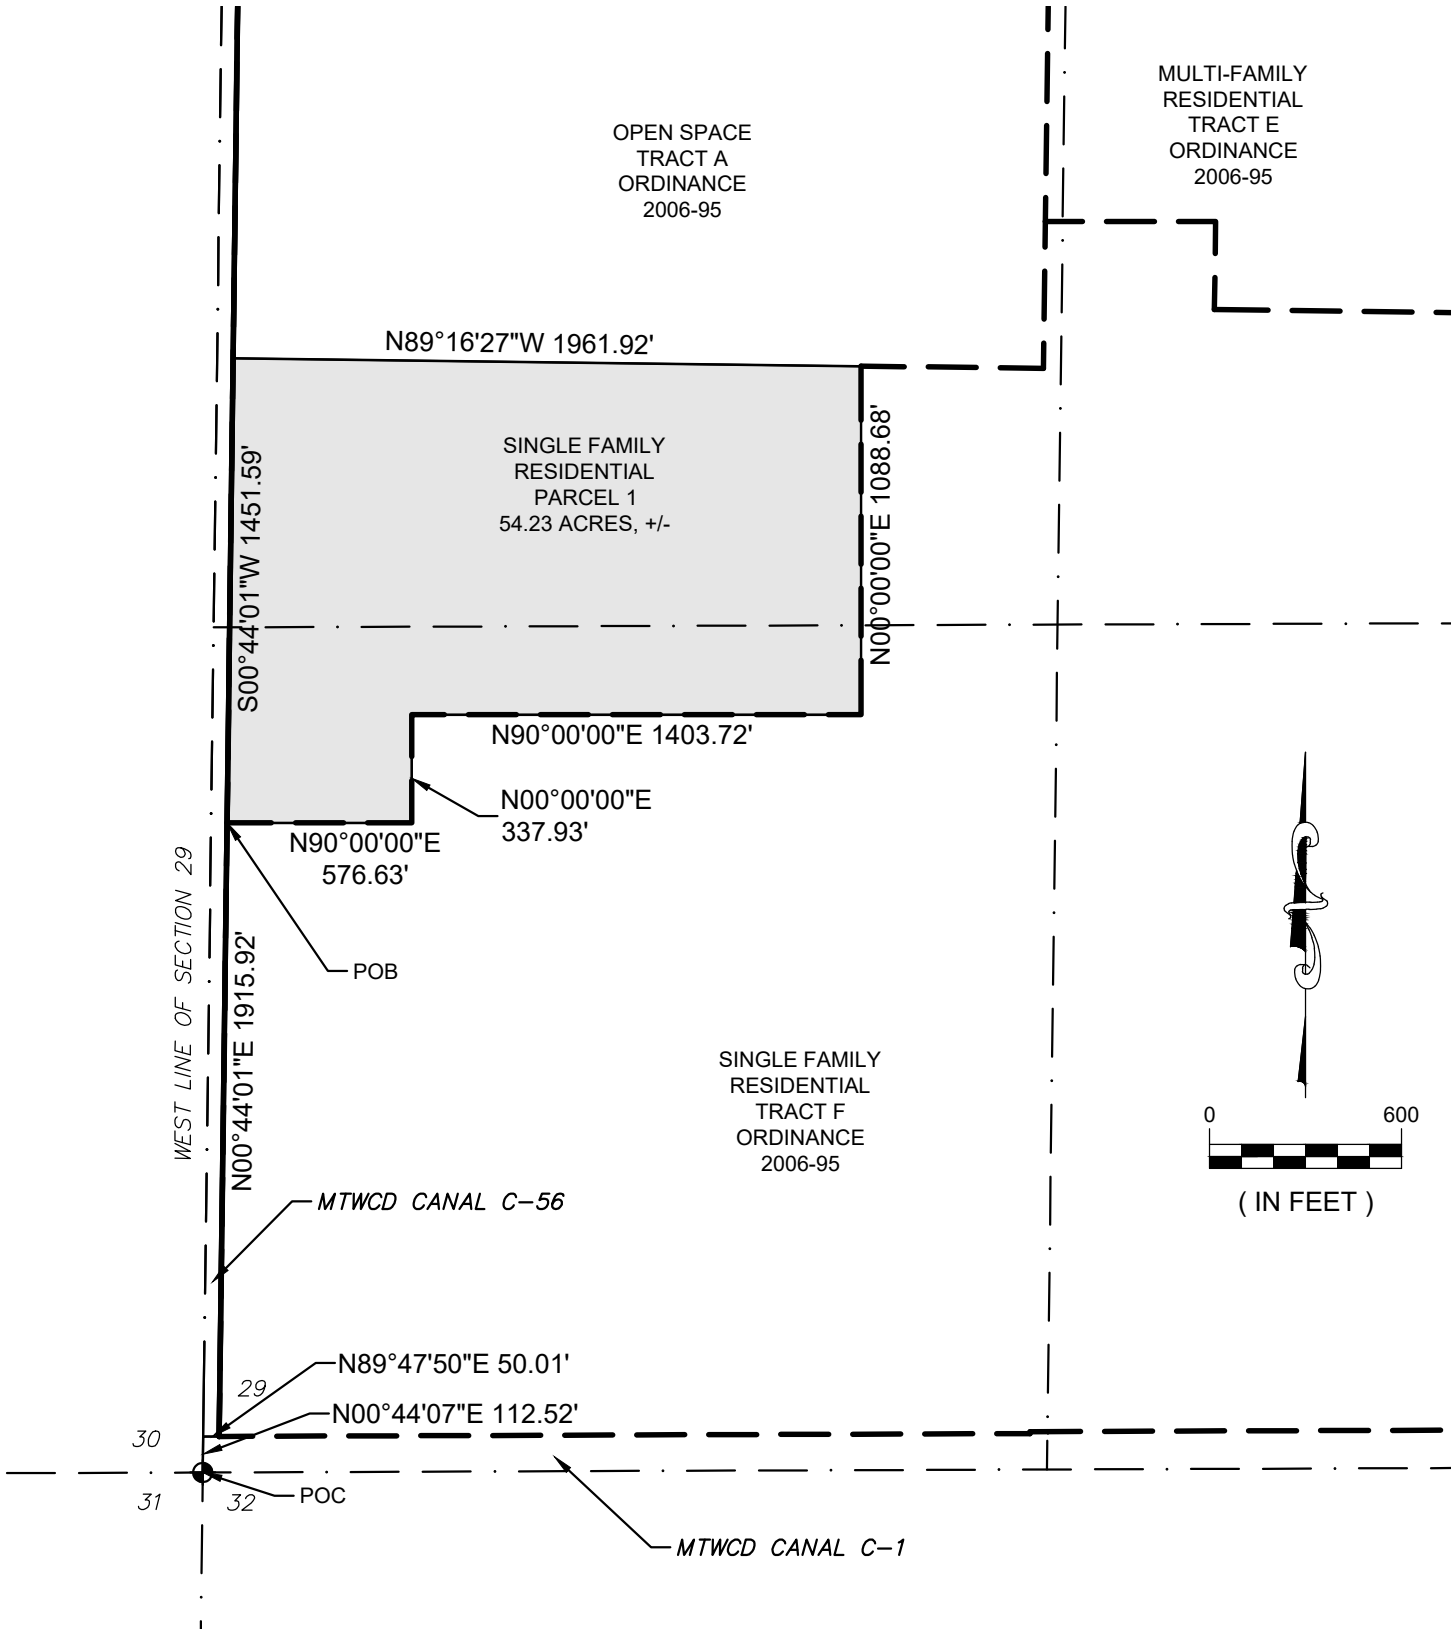 MULTI-FAMILY
RESIDENTIAL
TRACT E
ORDINANCE
2006-95
OPEN SPACE
TRACT A
ORDINANCE
2006-95
N89°16'27"W 1961.92'
SINGLE FAMILY
RESIDENTIAL
PARCEL 1
54.23 ACRES, +/-
S00°44'01"W 1451.59'
N00°00'00"E 1088.68'
N90°00'00"E 1403.72'
N00°00'00"E
337.93'
N90°00'00"E
576.63'
WEST LINE OF SECTION 29
POB
N00°44'01"E 1915.92'
SINGLE FAMILY
RESIDENTIAL
TRACT F
ORDINANCE
2006-95
0 600
( IN FEET )
MTWCD CANAL C-56
N89°47'50"E 50.01'
29
N00°44'07"E 112.52'
30
31 32
POC
MTWCD CANAL C-1